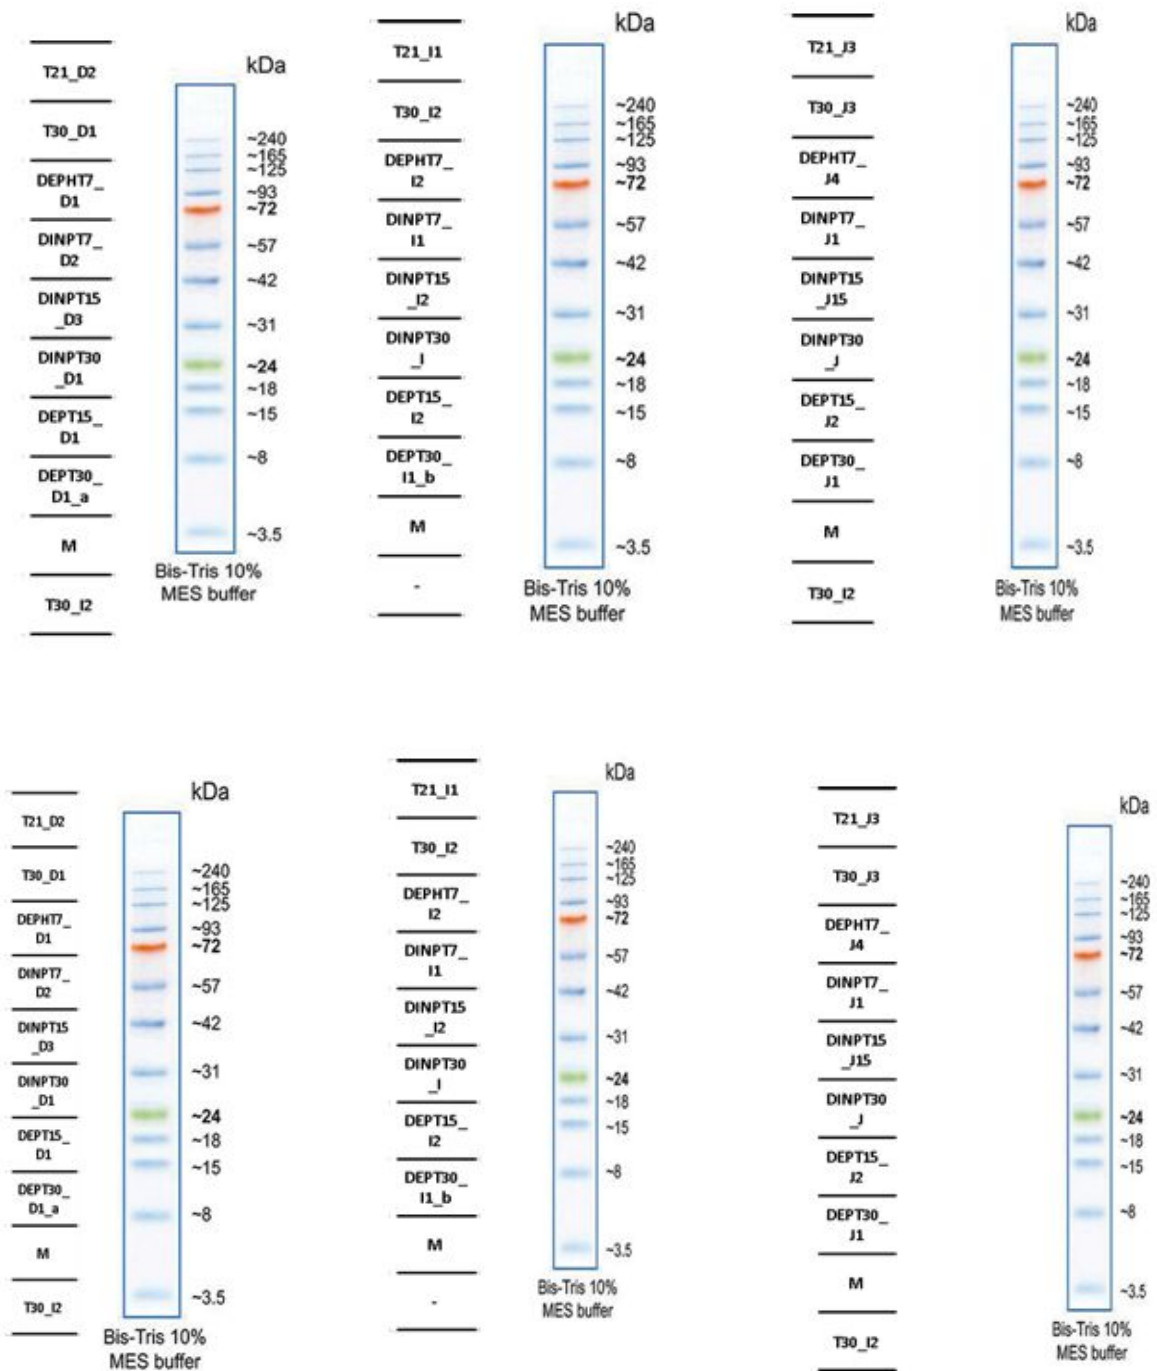 T21_D2
T30_D1
DEPHT7_
D1
DINPT7_
D2
DINPT15
_D3
DINPT30
_D1
DEPT15_
D1
DEPT30_
D1_a
M
T30_I2
kDa
~240
~165
~125
~93
~72
~57
~42
~31
~24
~18
~15
~8
~3.5
Bis-Tris 10%
MES buffer
T21_I1
T30_I2
DEPHT7_
I2
DINPT7_
I1
DINPT15
_I2
DINPT30
_I
DEPT15_
I2
DEPT30_
I1_b
M
-
kDa
~240
~165
~125
~93
~72
~57
~42
~31
~24
~18
~15
~8
~3.5
Bis-Tris 10%
MES buffer
T21_J3
T30_J3
DEPHT7_
J4
DINPT7_
J1
DINPT15
_J15
DINPT30
_J
DEPT15_
J2
DEPT30_
J1
M
T30_I2
kDa
~240
~165
~125
~93
~72
~57
~42
~31
~24
~18
~15
~8
~3.5
Bis-Tris 10%
MES buffer
T21_D2
T30_D1
DEPHT7_
D1
DINPT7_
D2
DINPT15
_D3
DINPT30
_D1
DEPT15_
D1
DEPT30_
D1_a
M
T30_I2
kDa
~240
~165
~125
~93
~72
~57
~42
~31
~24
~18
~15
~8
~3.5
Bis-Tris 10%
MES buffer
T21_I1
T30_I2
DEPHT7_
I2
DINPT7_
I1
DINPT15
_I2
DINPT30
_I
DEPT15_
I2
DEPT30_
I1_b
M
-
kDa
~240
~165
~125
~93
~72
~57
~42
~31
~24
~18
~15
~8
~3.5
Bis-Tris 10%
MES buffer
T21_J3
T30_J3
DEPHT7_
J4
DINPT7_
J1
DINPT15
_J15
DINPT30
_J
DEPT15_
J2
DEPT30_
J1
M
T30_I2
kDa
~240
~165
~125
~93
~72
~57
~42
~31
~24
~18
~15
~8
~3.5
Bis-Tris 10%
MES buffer